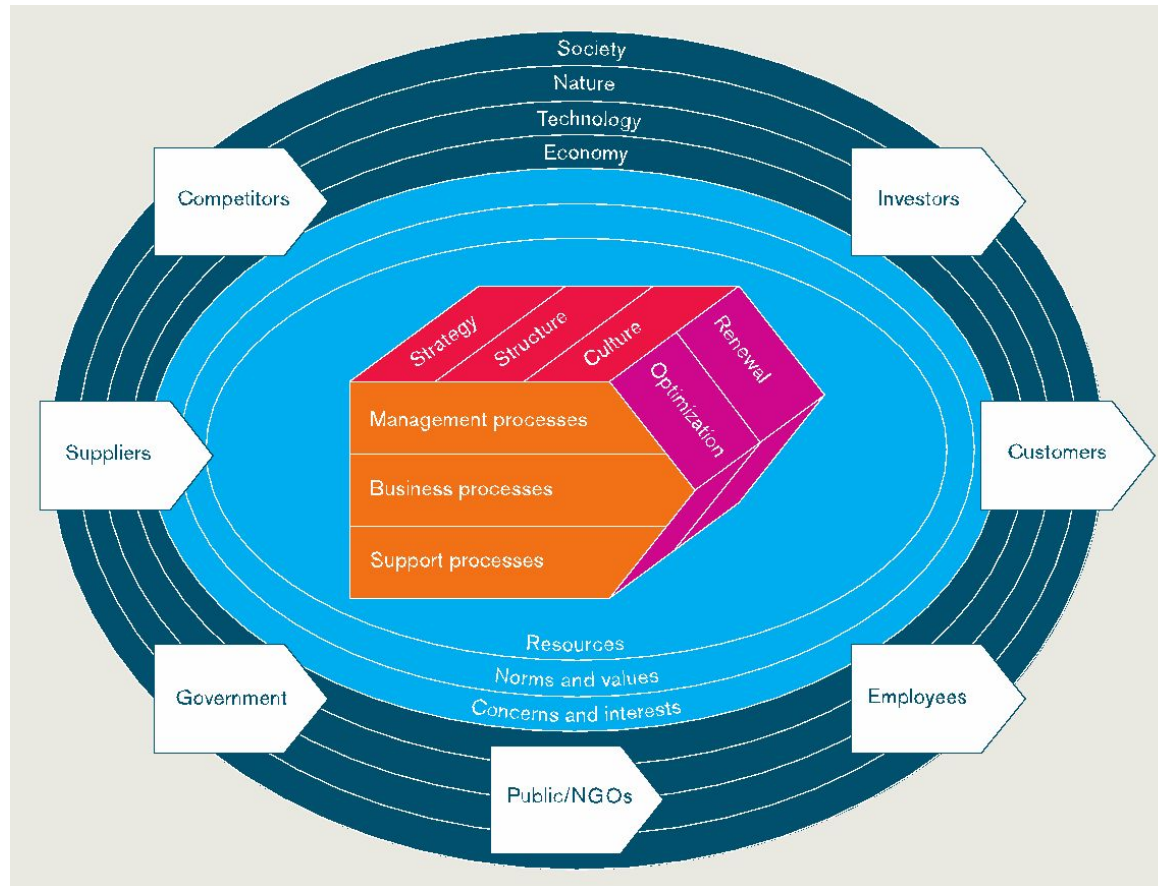 Society
Nature
Technology
Economy
Competitors
Investors
Strategy
Structure
Culture
Renewal
Optimization
Management processes
Business processes
Support processes
Suppliers
Customers
Resources
Norms and values
Concerns and interests
Government
Employees
Public/NGOs